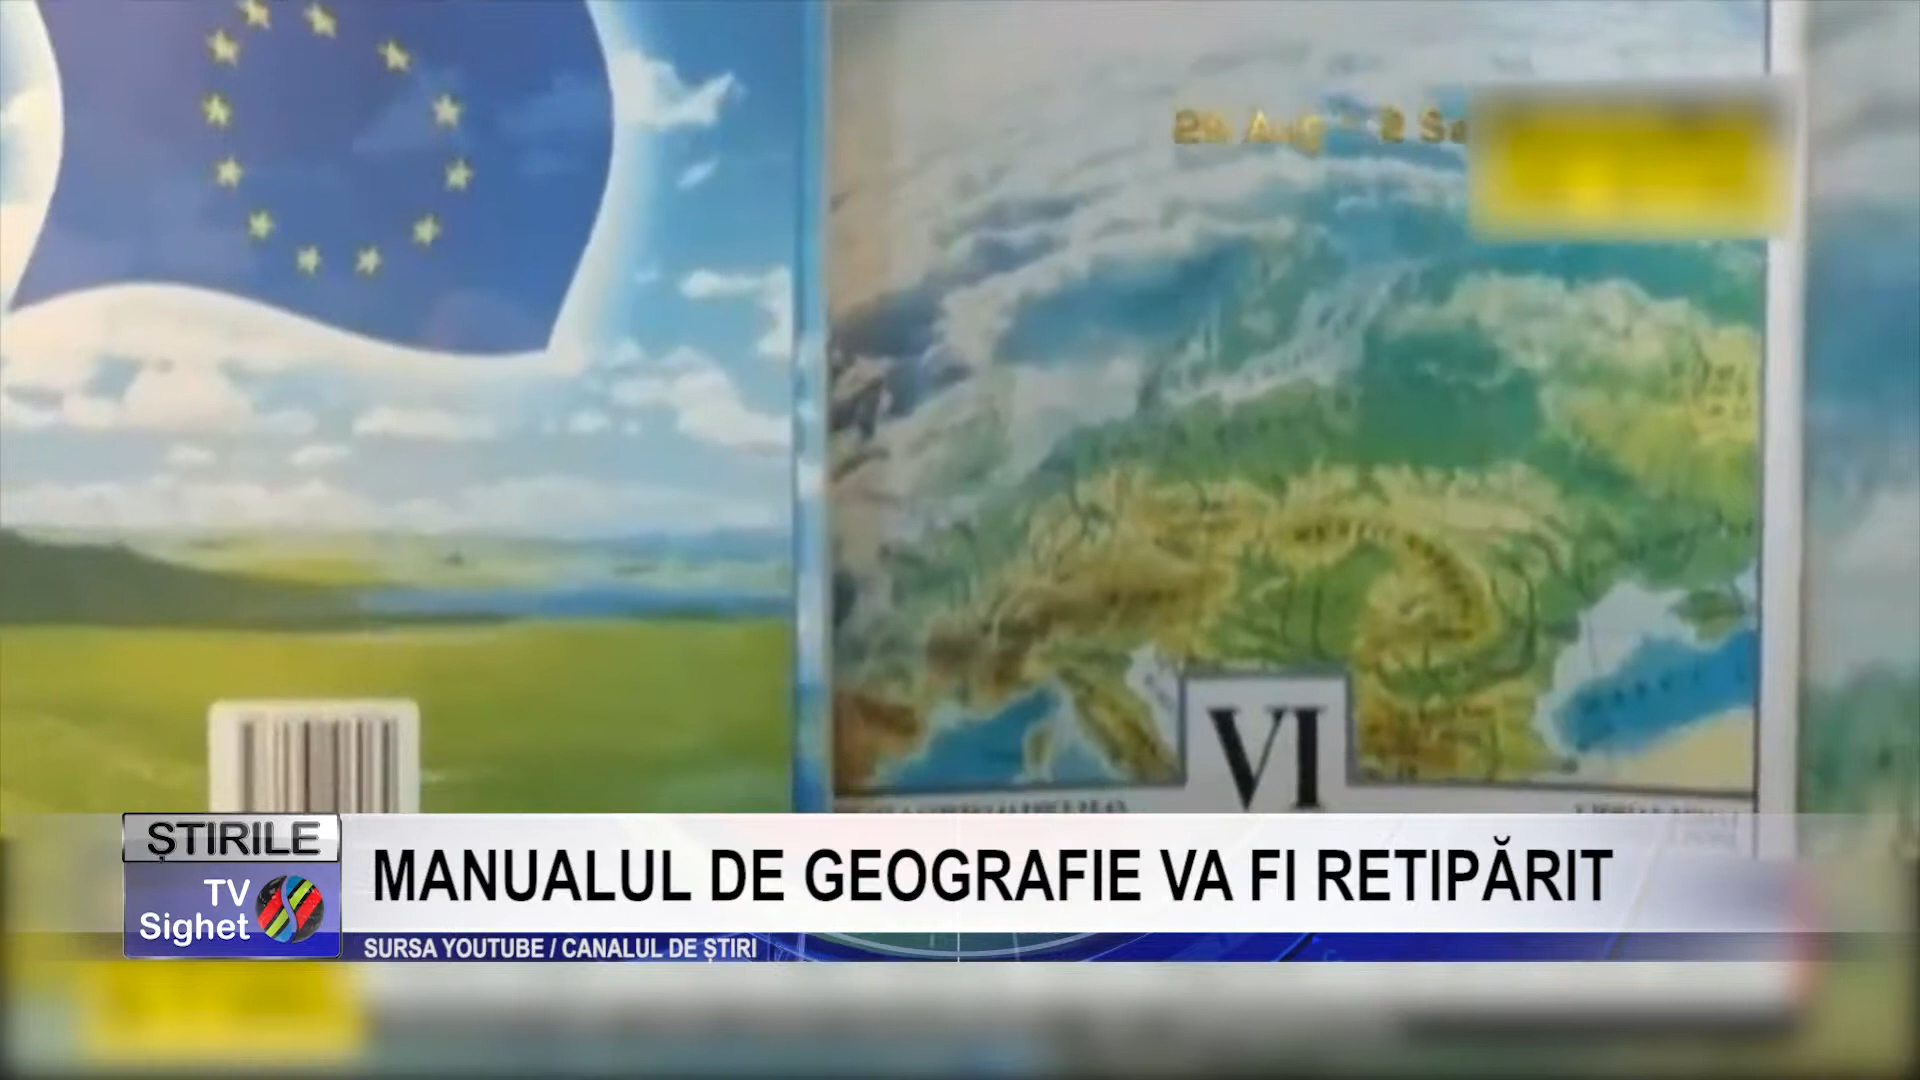 VI
ȘTIRILE
TV
Sighet
MANUALUL DE GEOGRAFIE VA FI RETIPĂRIT
SURSA YOUTUBE / CANALUL DE ȘTIRI